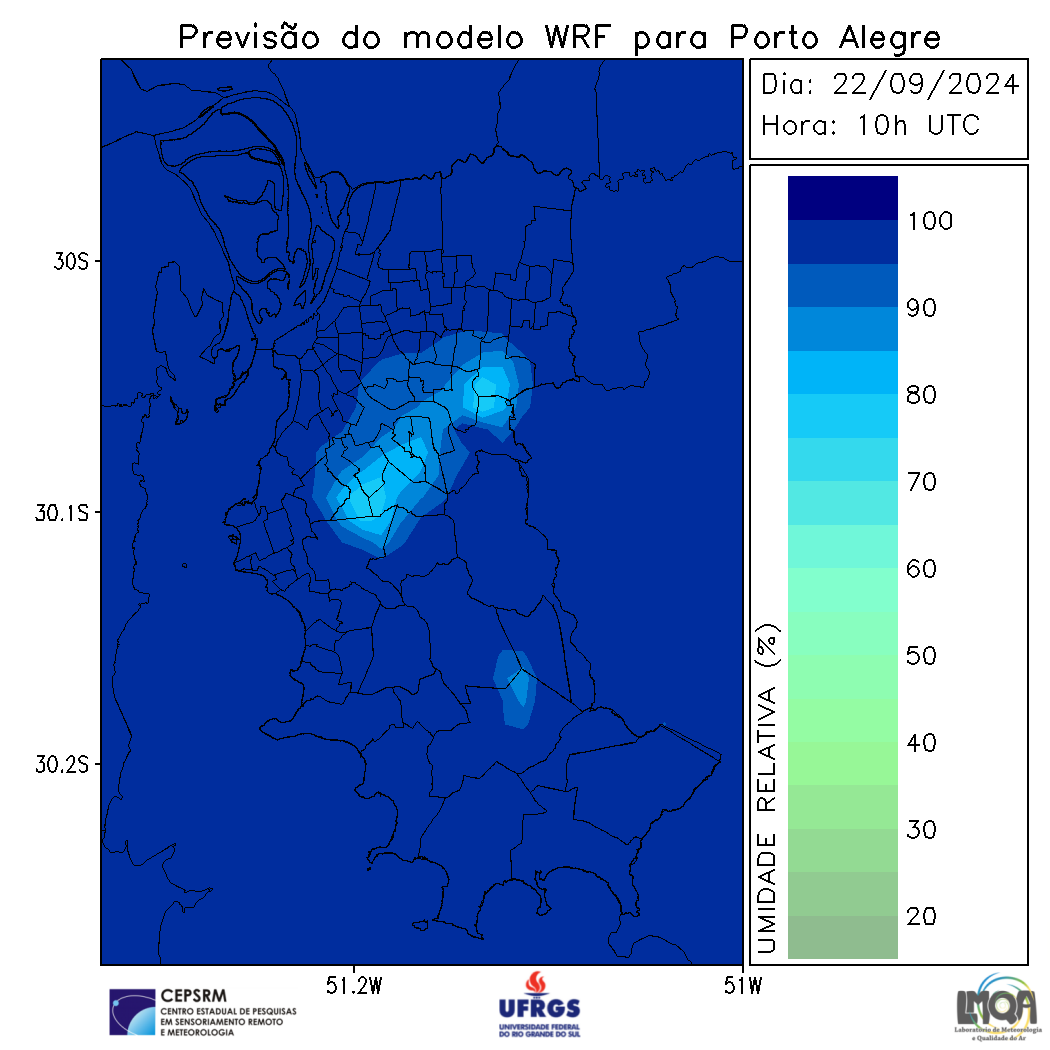 Previsão do modelo WRF para Porto Alegre
Dia: 22/09/2024
Hora: 10h UTC
100
90
80
70
60
50
40
30
20
UMIDADE RELATIVA (%)
30S
30.1S
30.2S
51.2W
51W
CEPSRM
CENTRO ESTADUAL DE PESQUISAS
EM SENSORIAMENTO REMOTO
E METEOROLOGIA
UFRGS
UNIVERSIDADE FEDERAL
DO RIO GRANDE DO SUL
LMQA
Laboratório de Meteorologia
e Qualidade do Ar